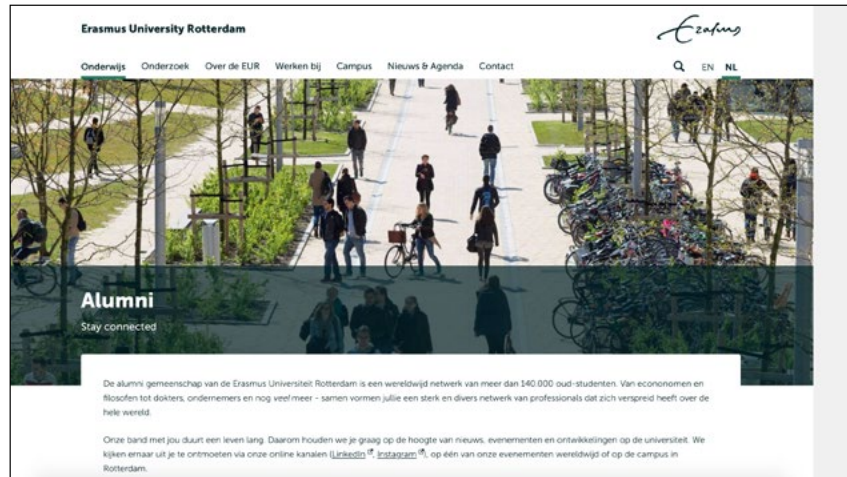 Erasmus University Rotterdam
Erasmus
Onderwijs Onderzoek Over de EUR Werken bij Campus Nieuws & Agenda Contact EN NL
Alumni
Stay connected
De alumni gemeenschap van de Erasmus Universiteit Rotterdam is een wereldwijd netwerk van meer dan 140.000 oud-studenten. Van econonomen en
filosofen tot dokters, ondernemers en nog veel meer - samen vormen jullie een sterk en divers netwerk van professionals dat zich verspreid heeft over de
hele wereld.
Onze band met jou duurt een leven lang. Daarom houden we je graag op de hoogte van nieuws, evenementen en ontwikkelingen op de universiteit. We
kijken ernaar uit je te ontmoeten via onze online kanalen (LinkedIn, Instagram), op één van onze evenementen wereldwijd of op de campus in
Rotterdam.